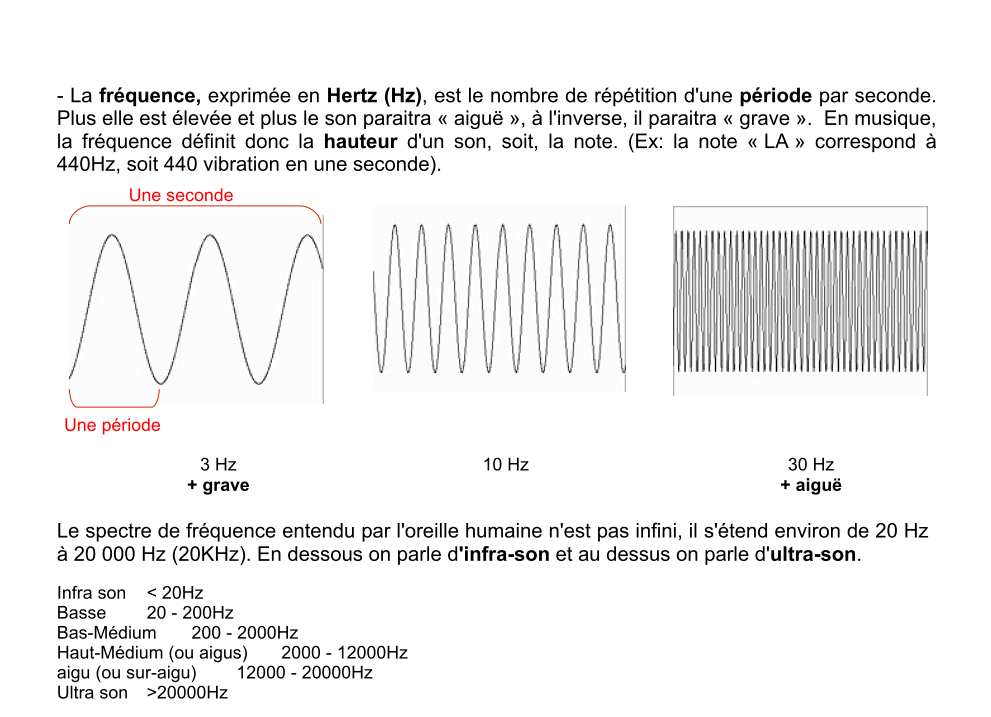 - La fréquence, exprimée en Hertz (Hz), est le nombre de répétition d'une période par seconde.
Plus elle est élevée et plus le son paraitra « aiguë », à l'inverse, il paraitra « grave ». En musique,
la fréquence définit donc la hauteur d'un son, soit, la note. (Ex: la note « LA » correspond à
440Hz, soit 440 vibration en une seconde).
Une seconde
Une période
3 Hz
+ grave
10 Hz
30 Hz
+ aiguë
Le spectre de fréquence entendu par l'oreille humaine n'est pas infini, il s'étend environ de 20 Hz
à 20 000 Hz (20KHz). En dessous on parle d'infra-son et au dessus on parle d'ultra-son.
Infra son < 20Hz
Basse 20 - 200Hz
Bas-Médium 200 - 2000Hz
Haut-Médium (ou aigus) 2000 - 12000Hz
aigu (ou sur-aigu) 12000 - 20000Hz
Ultra son >20000Hz